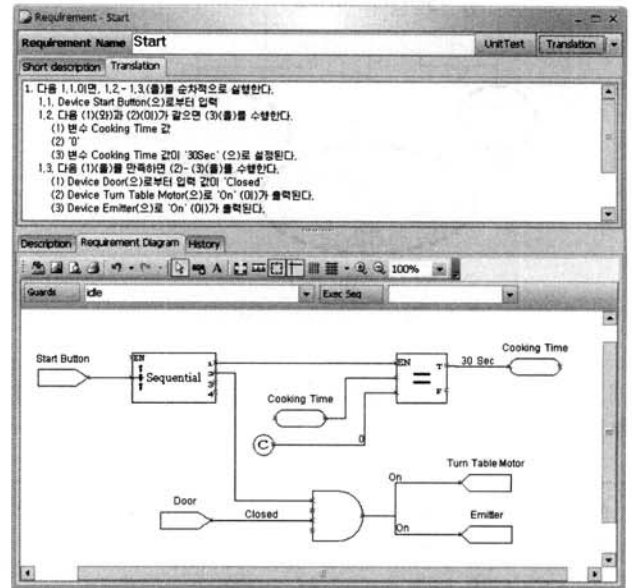 Requirement - Start
Requirement Name Start UnitTest Translation
Short description Translation
1. 다음 1.1.이면, 1.2.- 1.3.(을)를 순차적으로 실행한다.
1.1. Device Start Button(으)로부터 입력
1.2. 다음 (1)(와)과 (2)(이)가 같으면 (3)(을)를 수행한다.
(1) 변수 Cooking Time 값
(2) '0'
(3) 변수 Cooking Time 값이 '30Sec' (으)로 설정된다.
1.3. 다음 (1)(을)를 만족하면 (2)- (3)(을)를 수행한다.
(1) Device Door(으)로부터 입력 값이 'Closed'
(2) Device Turn Table Motor(으)로 'On' (이)가 출력된다.
(3) Device Emitter(으)로 'On' (이)가 출력된다.
Description Requirement Diagram History
A 100%
Guards idle Exec Seq
Start Button
EN
Sequential
1
2
3
4
Cooking Time
C
0
EN
=
T
F
30 Sec
Cooking Time
Door
Closed
On
Turn Table Motor
On
Emitter